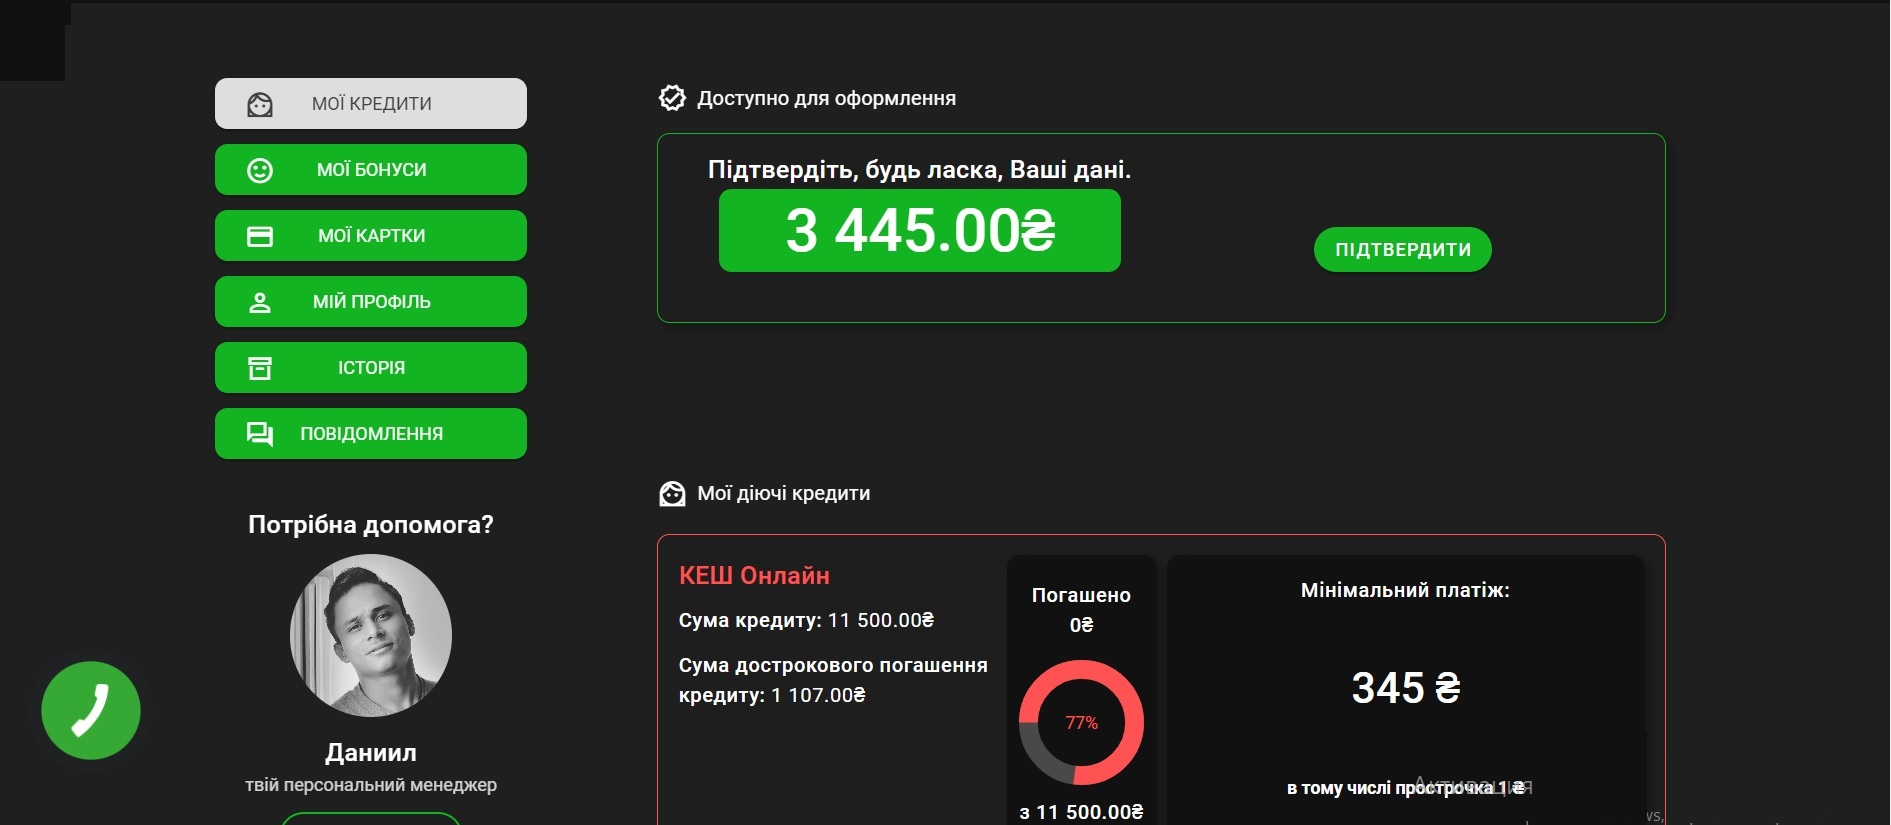 МОЇ КРЕДИТИ
МОЇ БОНУСИ
МОЇ КАРТКИ
МІЙ ПРОФІЛЬ
ІСТОРІЯ
ПОВІДОМЛЕННЯ
Потрібна допомога?
Даниил
твій персональний менеджер
Доступно для оформлення
Підтвердіть, будь ласка, Ваші дані.
3 445.00₴
ПІДТВЕРДИТИ
Мої діючі кредити
КЕШ Онлайн
Сума кредиту: 11 500.00₴
Сума дострокового погашення
кредиту: 1 107.00₴
Погашено
0₴
77%
з 11 500.00₴
Мінімальний платіж:
345 ₴
в тому числі прострочка 1 ₴
Активация